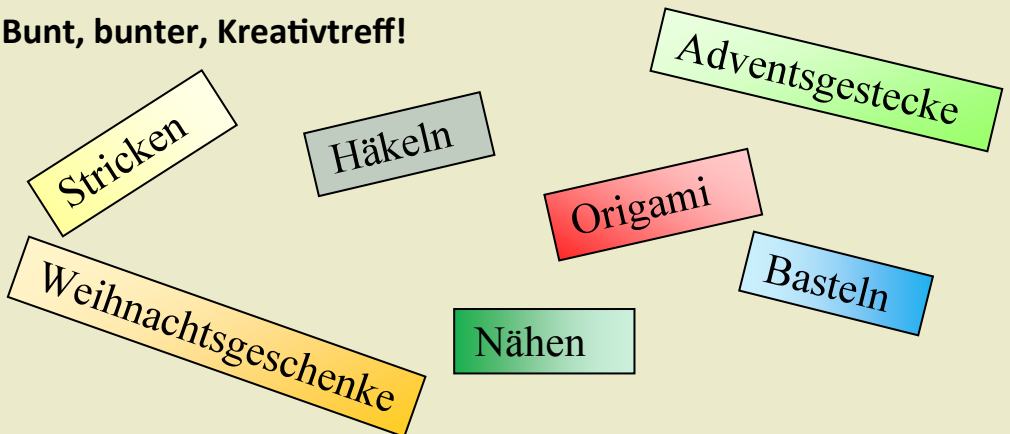 Bunt, bunter, Kreativtreff!
Adventsgestecke
Stricken
Häkeln
Origami
Basteln
Weihnachtsgeschenke
Nähen